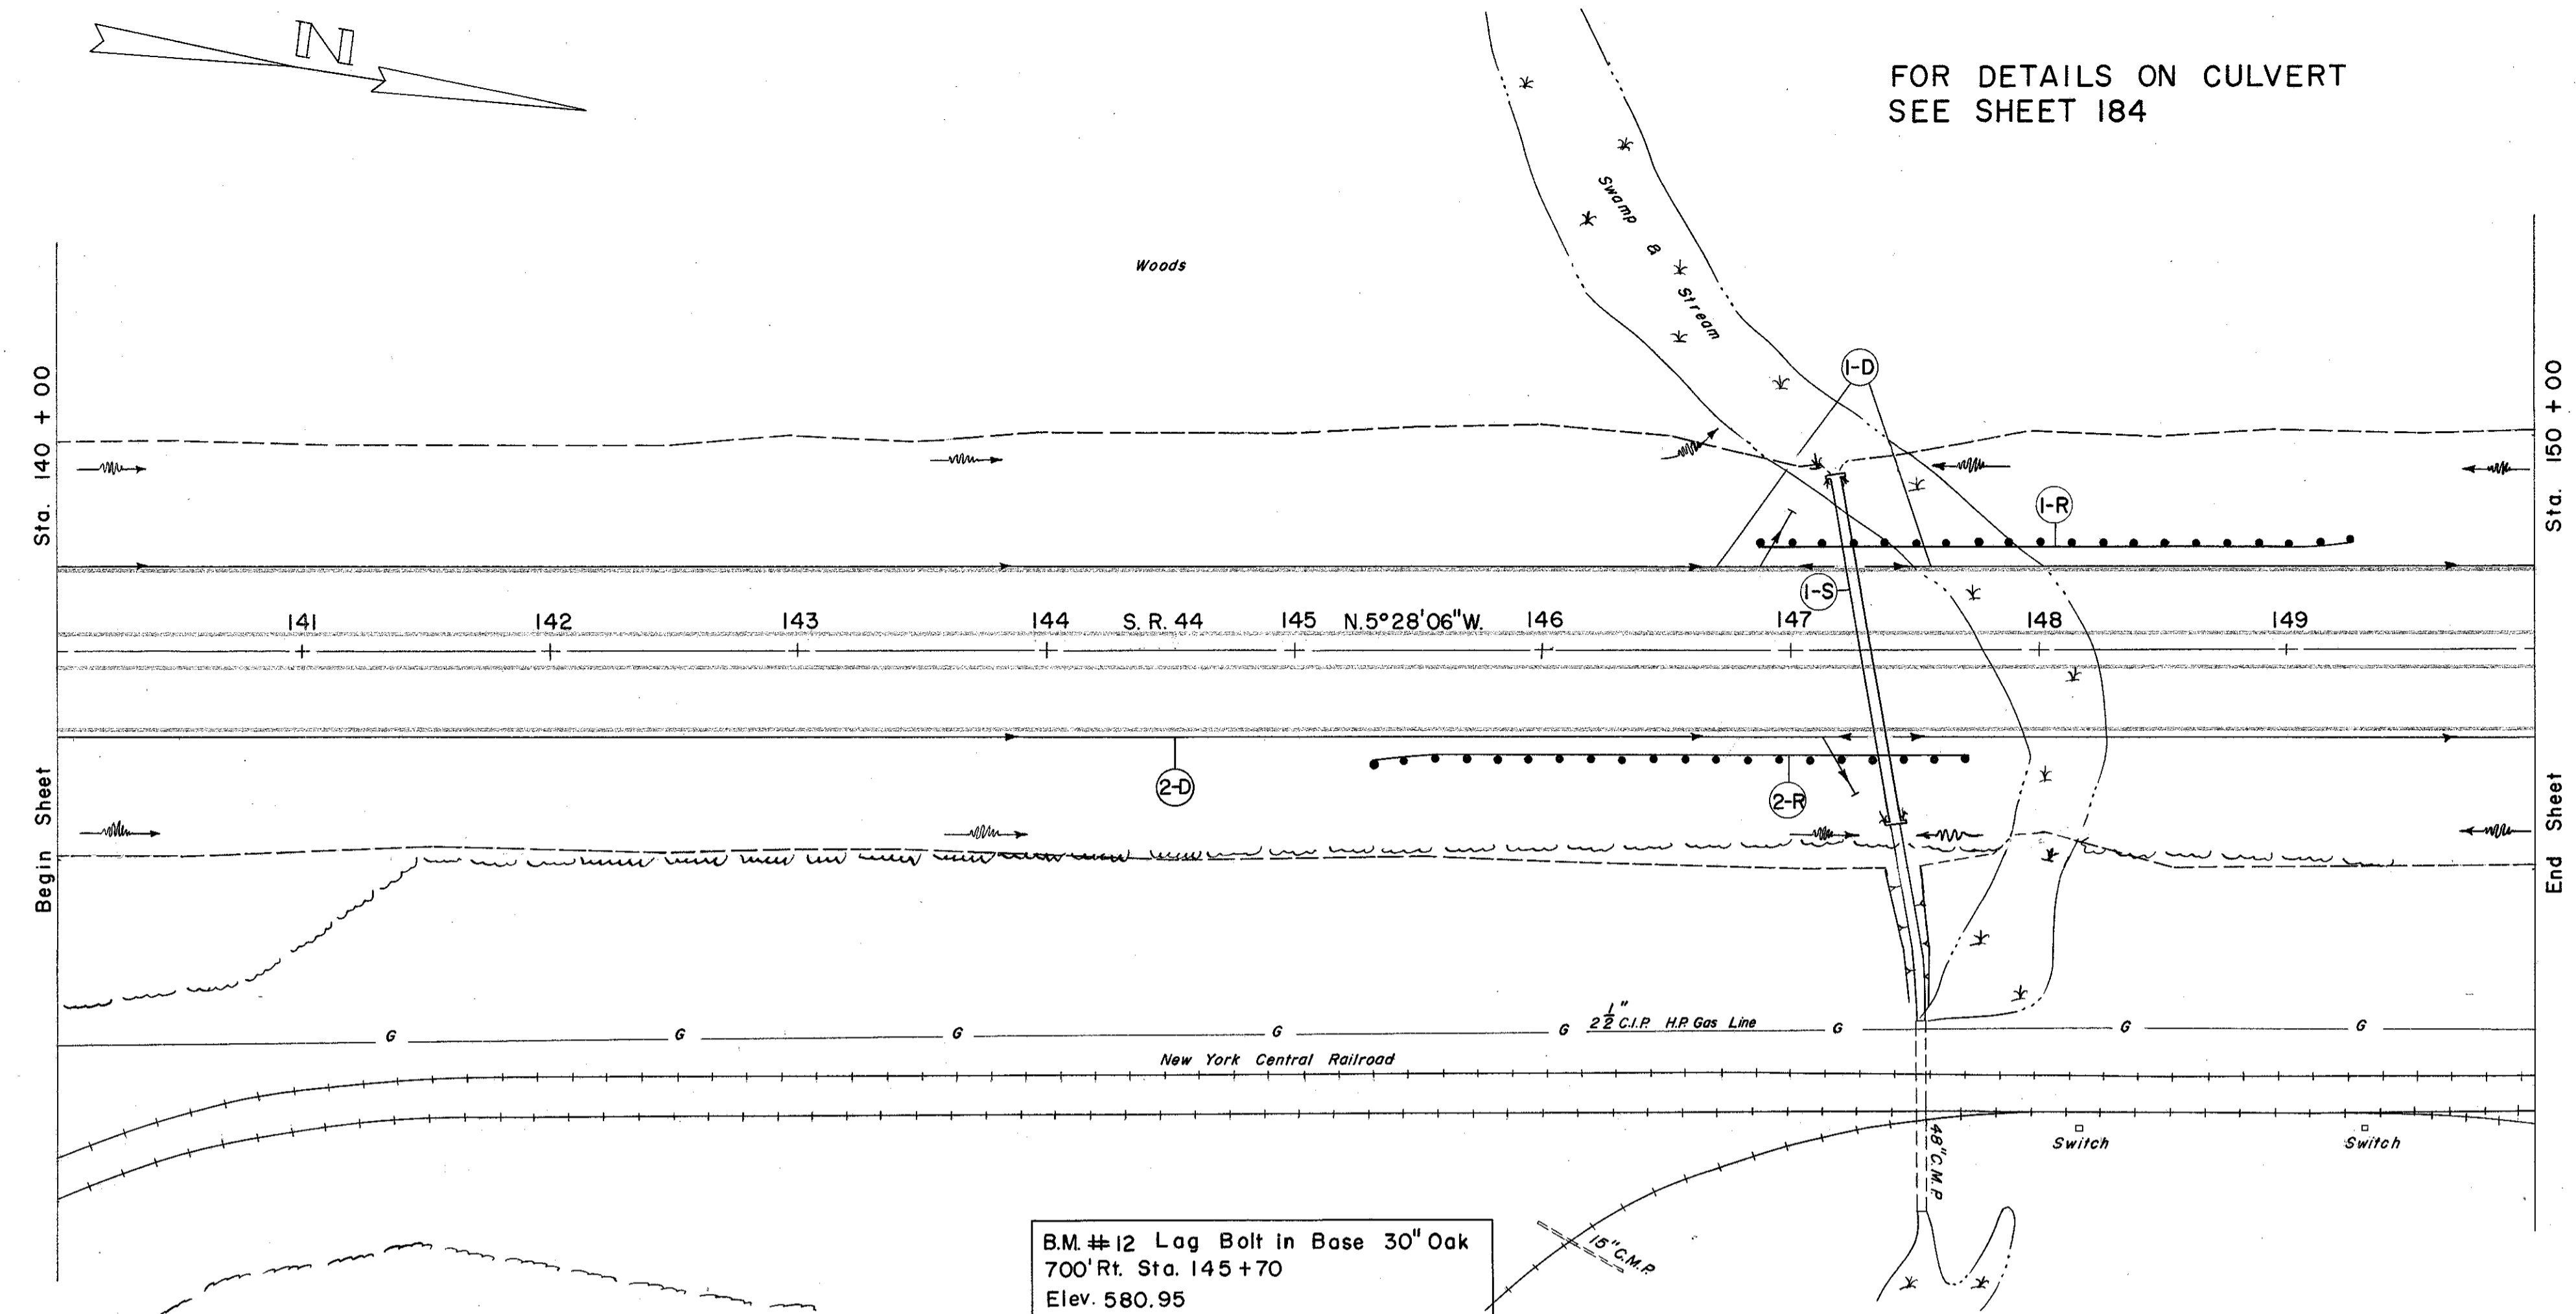 N
FOR DETAILS ON CULVERT
SEE SHEET 184
Swamp & Stream
Woods
1-D
Sta. 140 + 00
Sta. 150 + 00
1-R
1-S
141 142 143 144 S. R. 44 145 N.5°28'06"W. 146 147 148 149
2-D
2-R
Begin Sheet
End Sheet
G G G G G 2 1/2" C.I.P. H.P. Gas Line G G G
New York Central Railroad
48" C.M.P.
Switch
Switch
15" C.M.P.
B.M. #12 Lag Bolt in Base 30" Oak
700' Rt. Sta. 145+70
Elev. 580.95